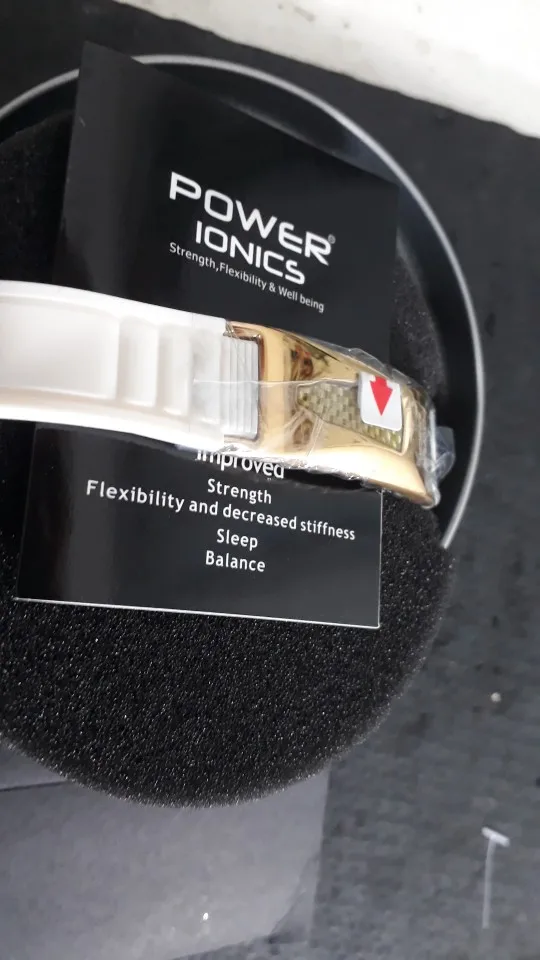 POWER®
IONICS
Strength,Flexibility & Well being
Improved
Strength
Flexibility and decreased stiffness
Sleep
Balance